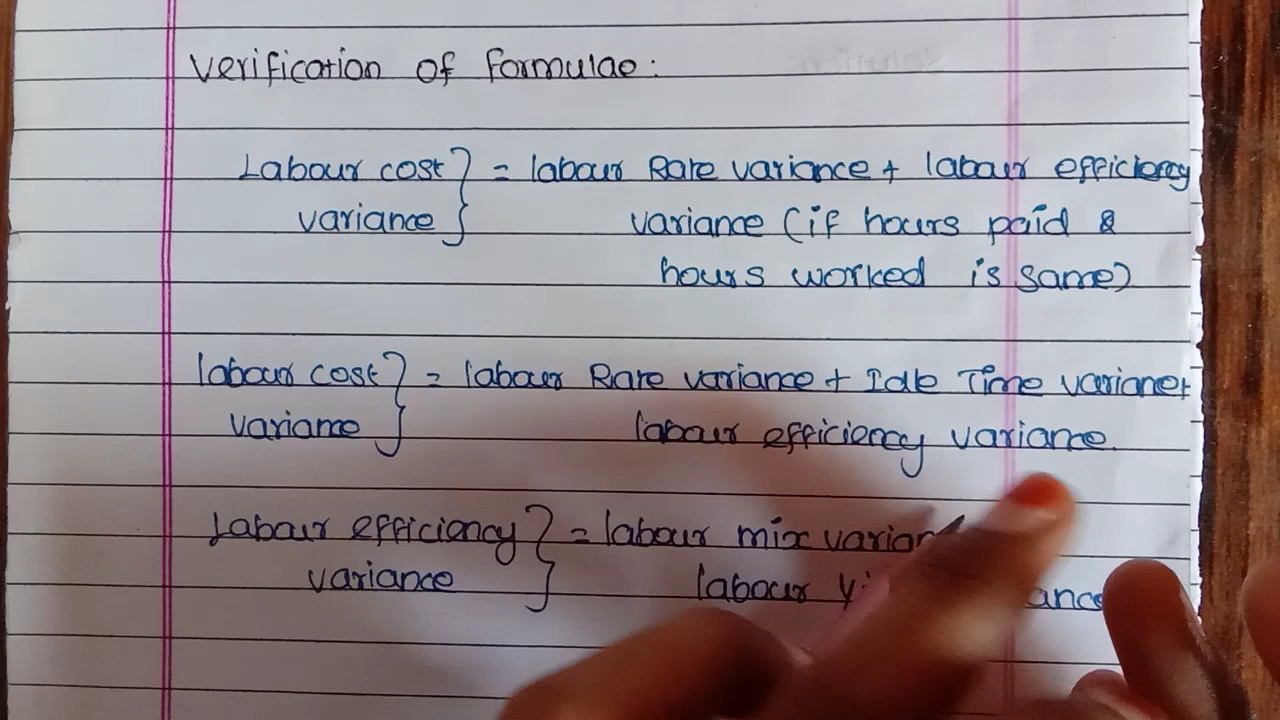 Verification of formulae:
Labour cost } = labour Rate variance + labour efficiency
variance variance (if hours paid &
hours worked is same)
labour cost } = labour Rate variance + Idle Time variance +
variance labour efficiency variance.
Labour efficiency } = labour mix
variance labour